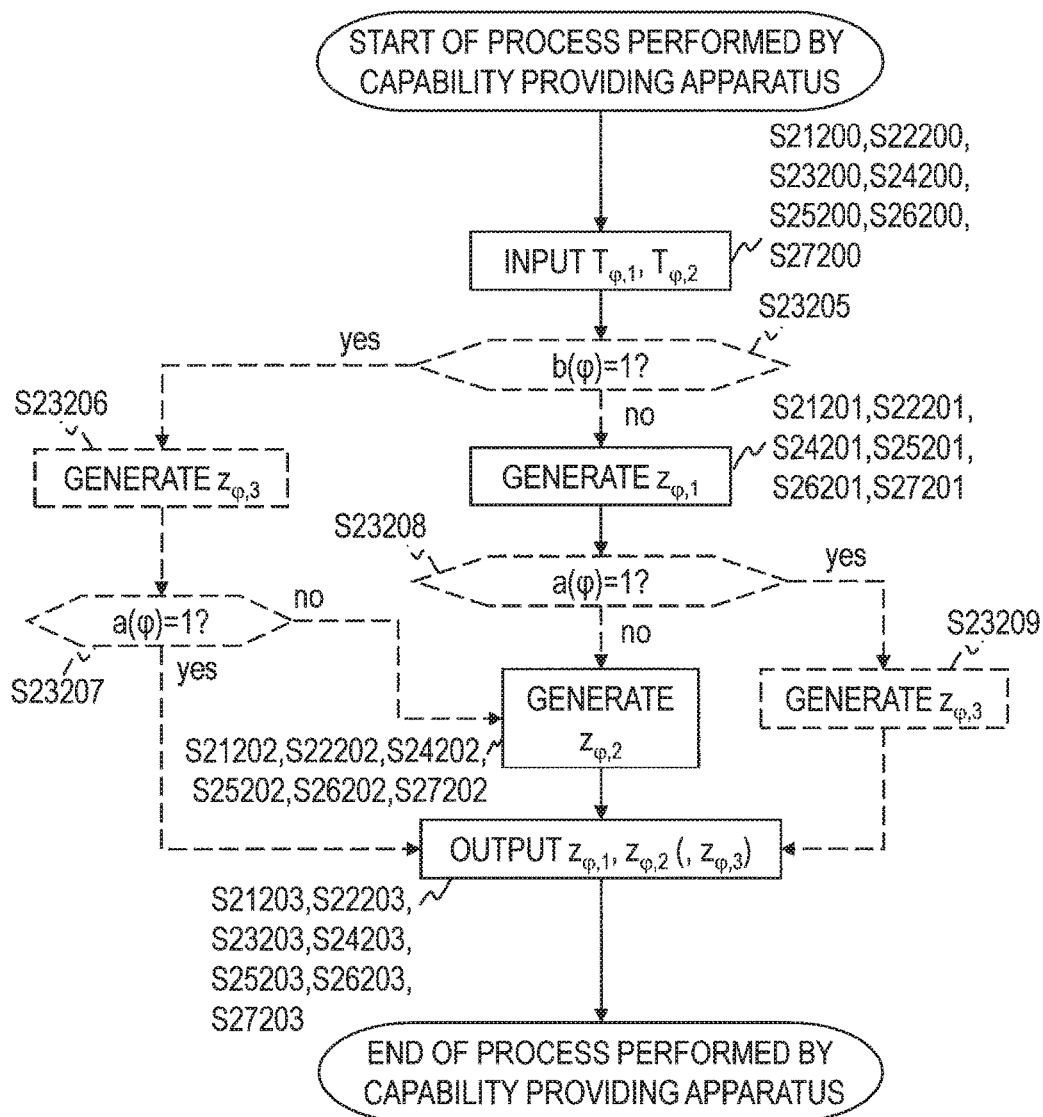 START OF PROCESS PERFORMED BY
CAPABILITY PROVIDING APPARATUS
S21200,S22200,
S23200,S24200,
S25200,S26200,
S27200
INPUT Tφ,1, Tφ,2
S23205
yes
b(φ)=1?
no
S23206
GENERATE zφ,3
S21201,S22201,
S24201,S25201,
S26201,S27201
GENERATE zφ,1
S23208
yes
a(φ)=1?
no
no
a(φ)=1?
yes
S23207
S23209
GENERATE zφ,3
GENERATE
zφ,2
S21202,S22202,S24202,
S25202,S26202,S27202
OUTPUT zφ,1, zφ,2 (, zφ,3)
S21203,S22203,
S23203,S24203,
S25203,S26203,
S27203
END OF PROCESS PERFORMED BY
CAPABILITY PROVIDING APPARATUS